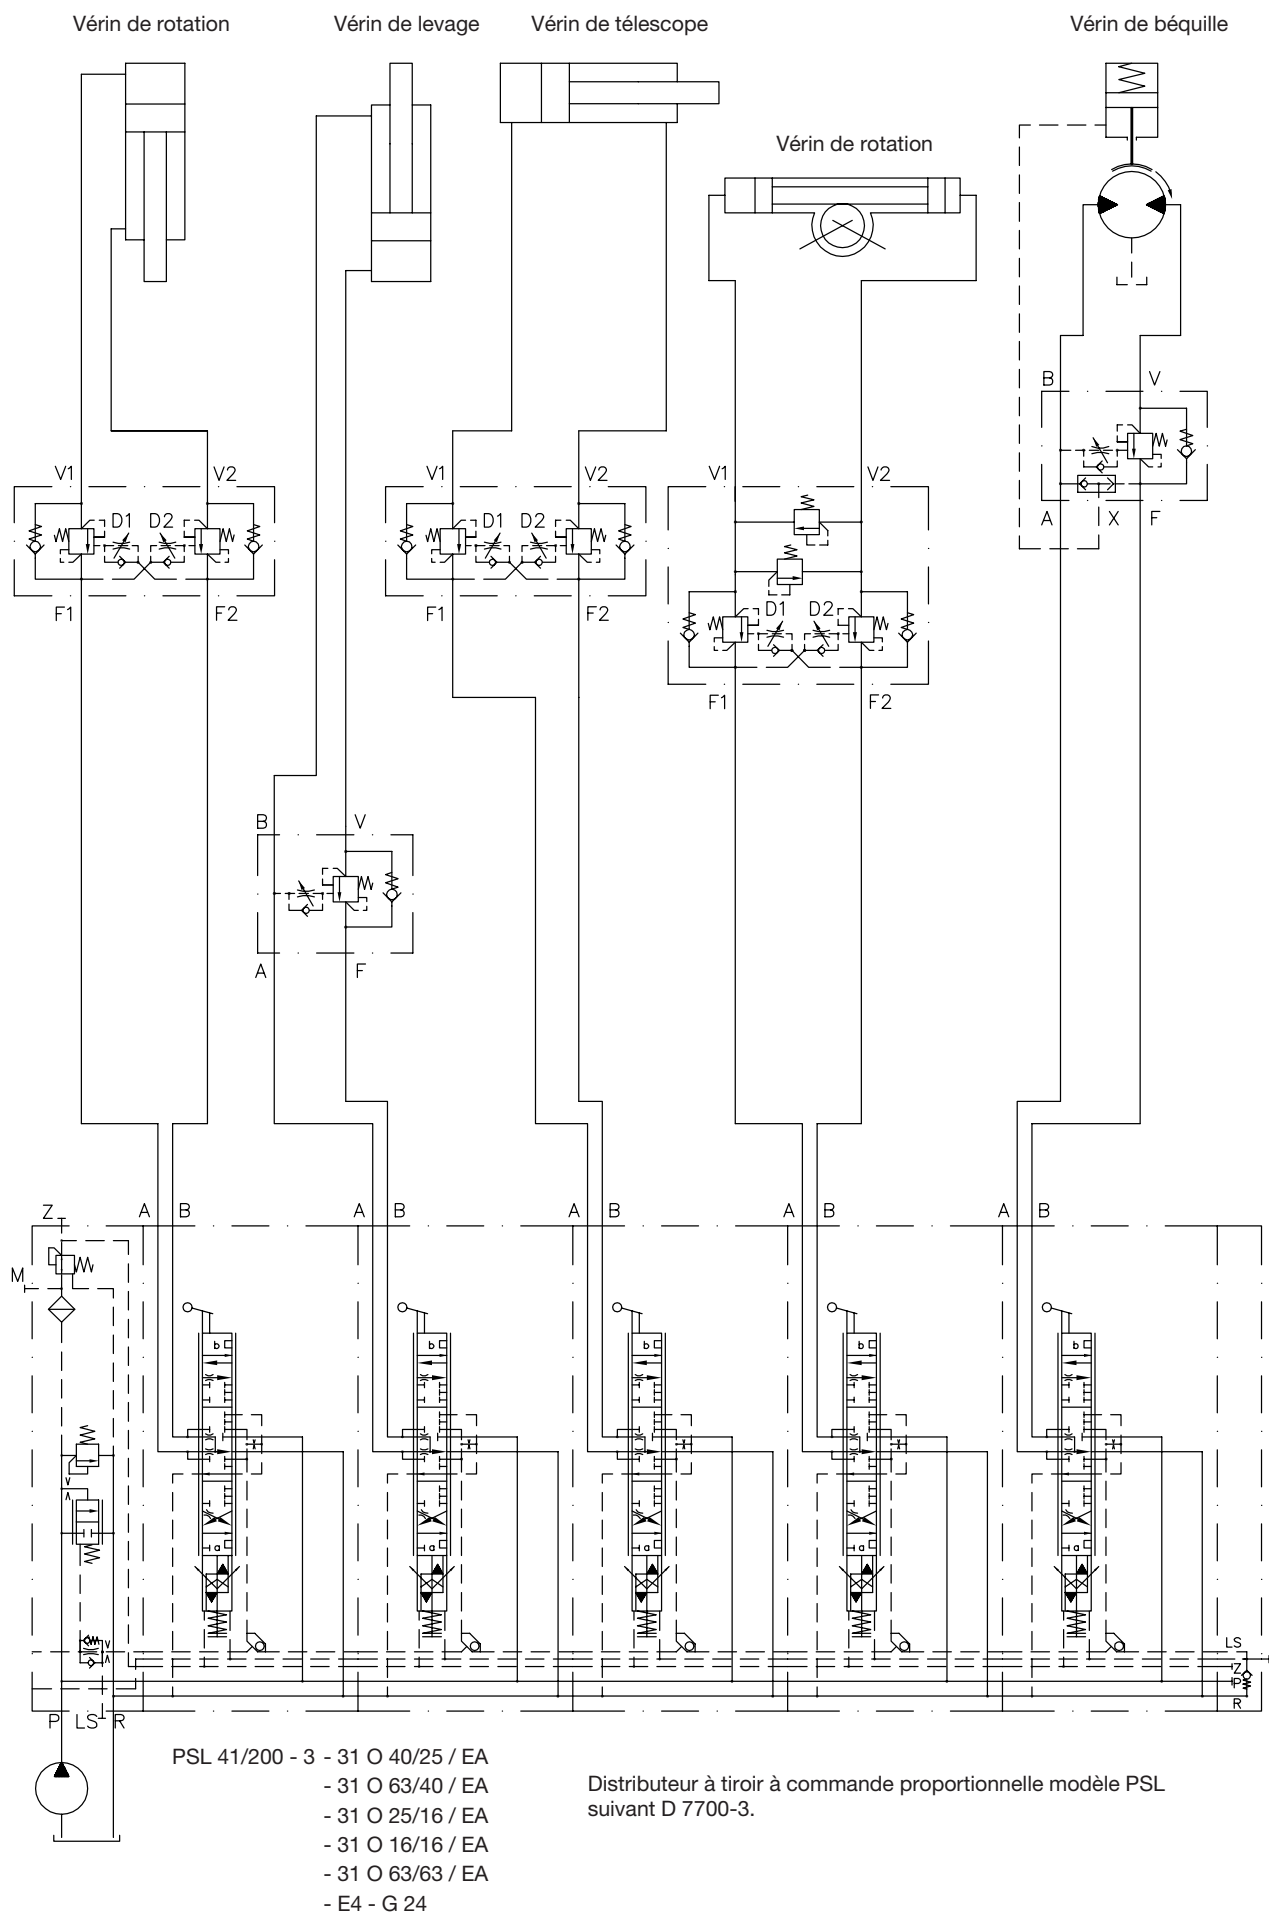 Vérin de rotation
Vérin de levage
Vérin de télescope
Vérin de béquille
Vérin de rotation
B V
V1 V2
V1 V2
V1 V2
D1 D2
D1 D2
A X F
F1 F2
F1 F2
D1 D2
F1 F2
B V
A F
Z A B A B A B A B A B
M
b b b b b
a a a a a
LS
Z
P
R
P LS R
PSL 41/200 - 3 - 31 O 40/25 / EA
- 31 O 63/40 / EA
- 31 O 25/16 / EA
- 31 O 16/16 / EA
- 31 O 63/63 / EA
- E4 - G 24
Distributeur à tiroir à commande proportionnelle modèle PSL
suivant D 7700-3.